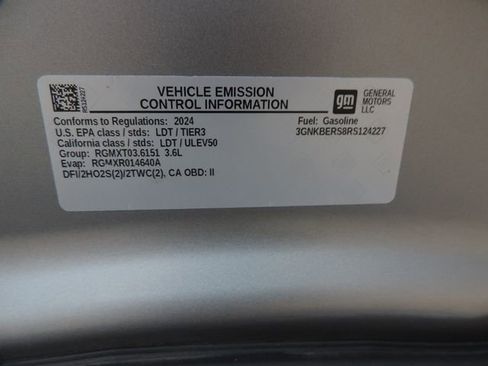 RS124227
VEHICLE EMISSION
CONTROL INFORMATION
gm
GENERAL
MOTORS
LLC
Conforms to Regulations: 2024
Fuel: Gasoline
U.S. EPA class / stds: LDT / TIER3
3GNKBERS8RS124227
California class / stds: LDT / ULEV50
Group: RGMXT03.6151 3.6L
Evap: RGMXR014640A
DFI/2HO2S(2)/2TWC(2), CA OBD: II